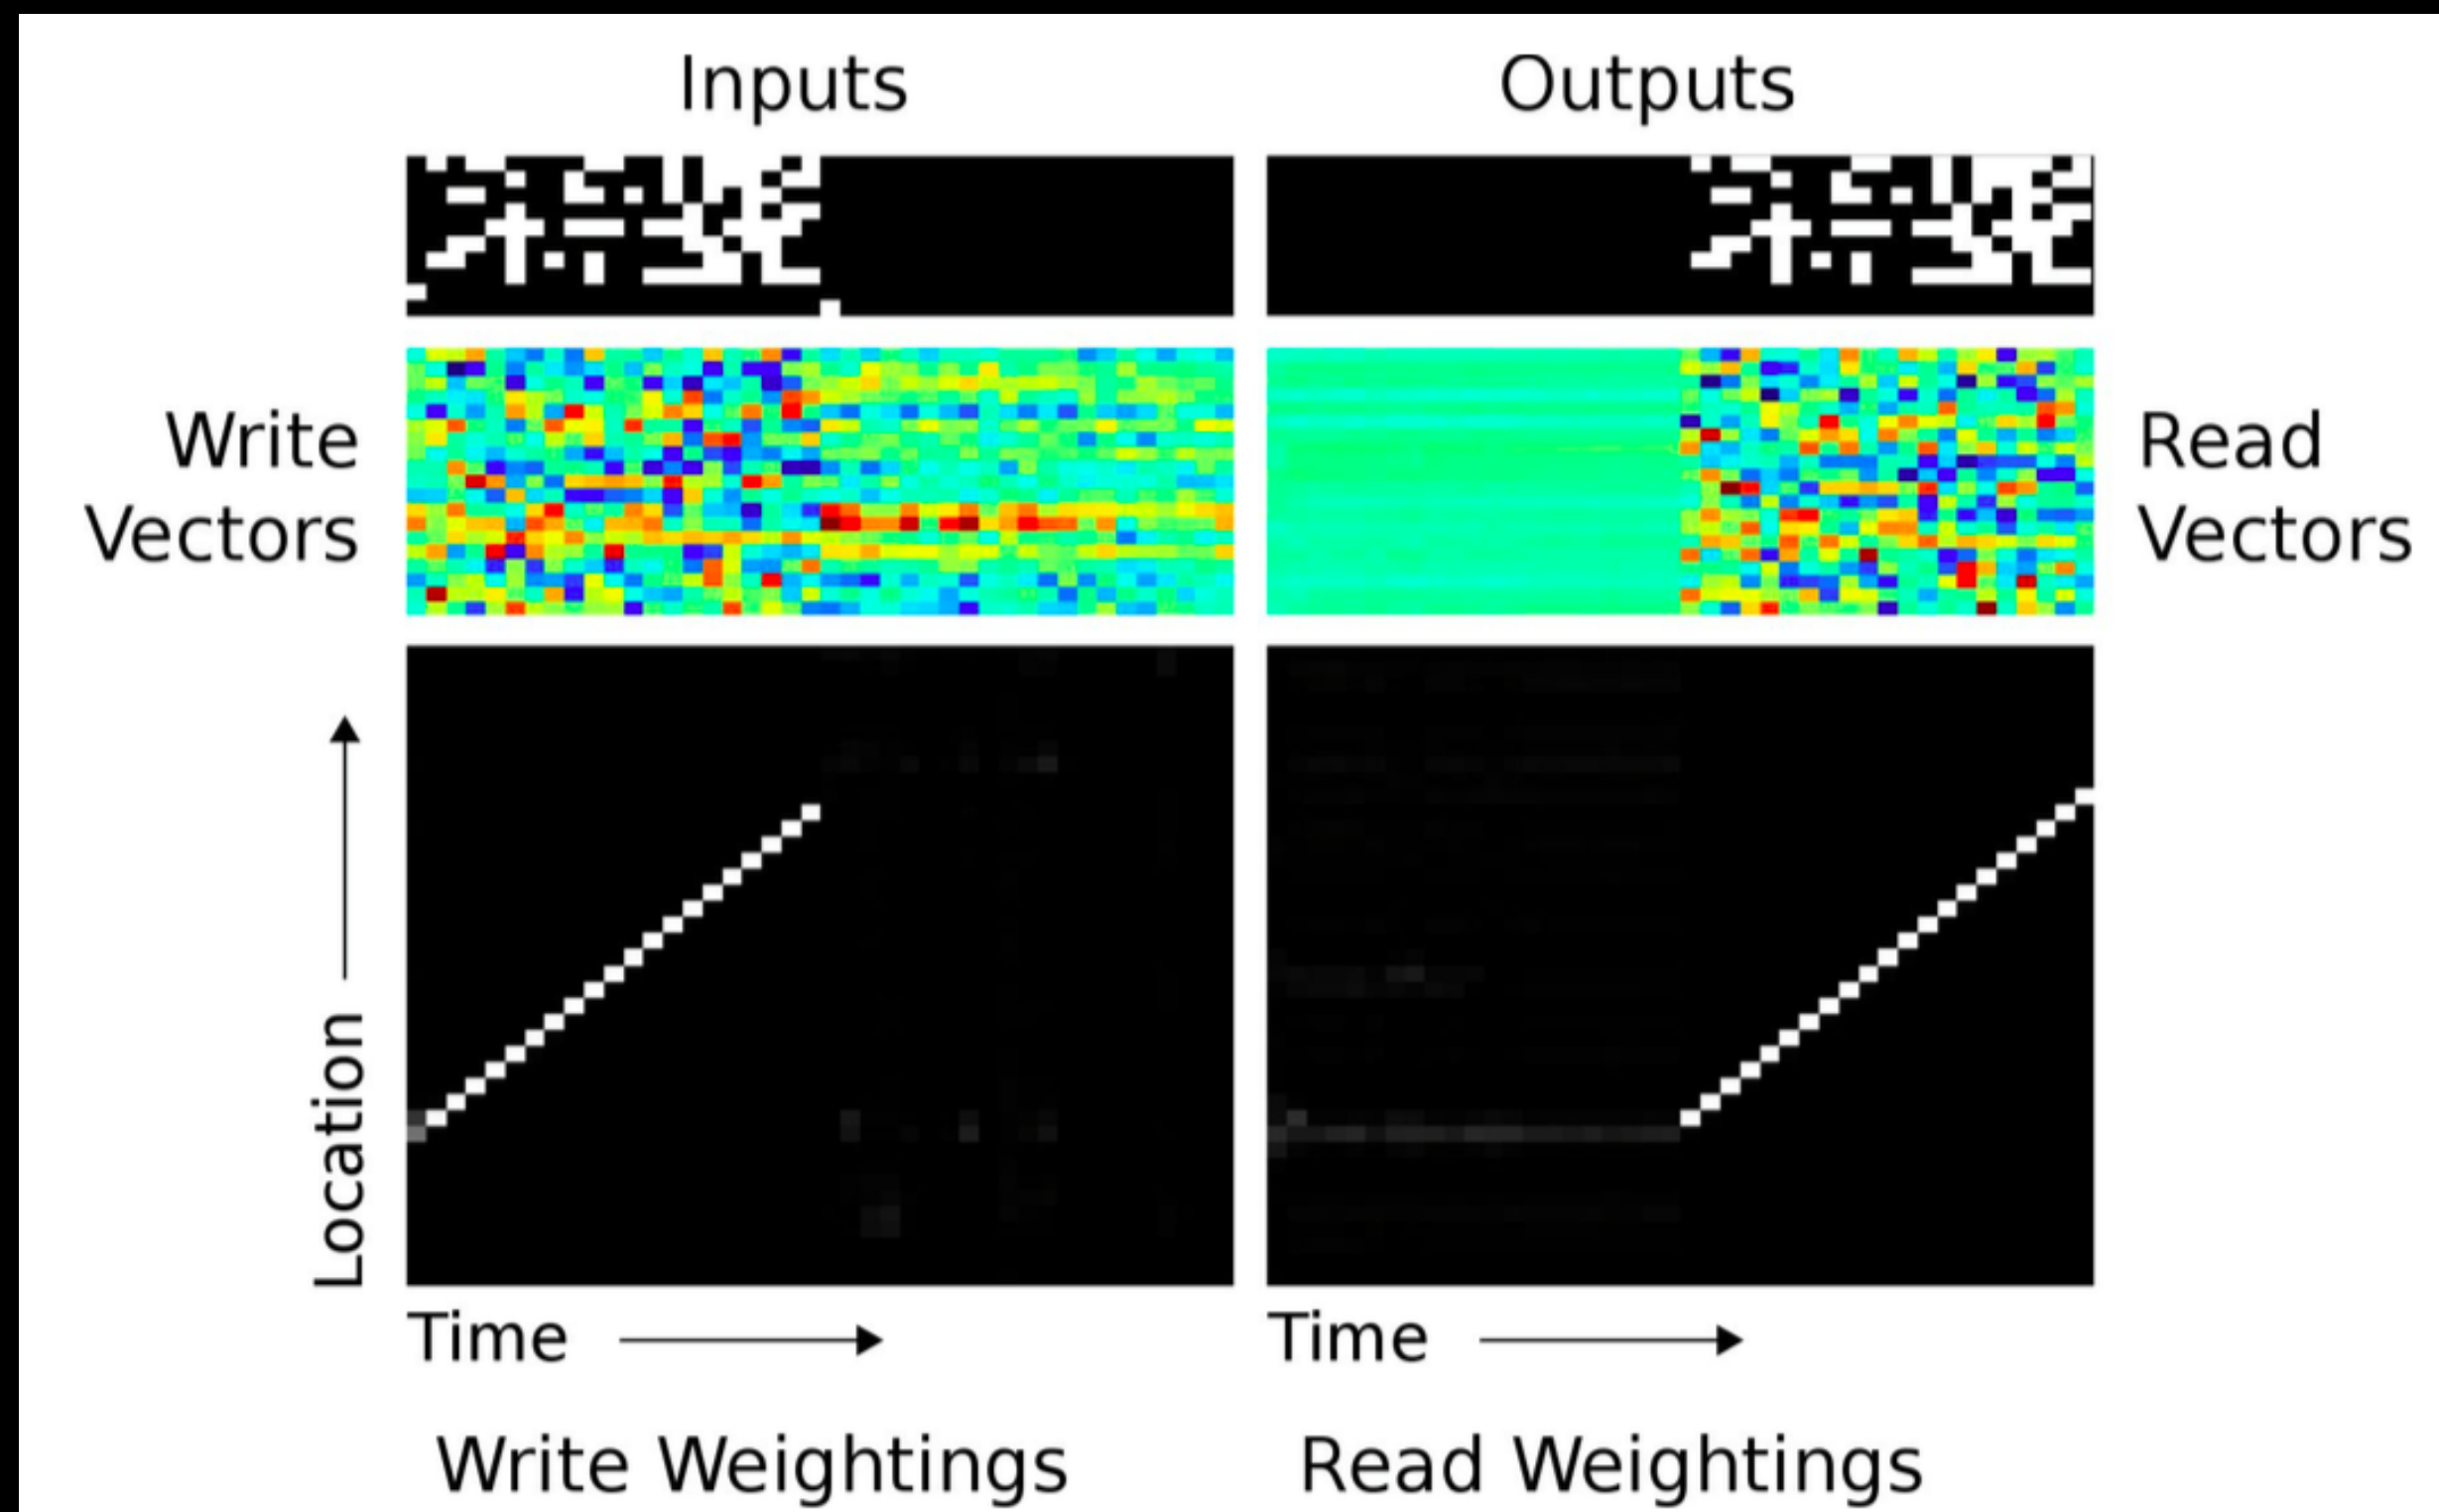 Inputs
Outputs
Write
Vectors
Read
Vectors
Location
Time
Time
Write Weightings
Read Weightings